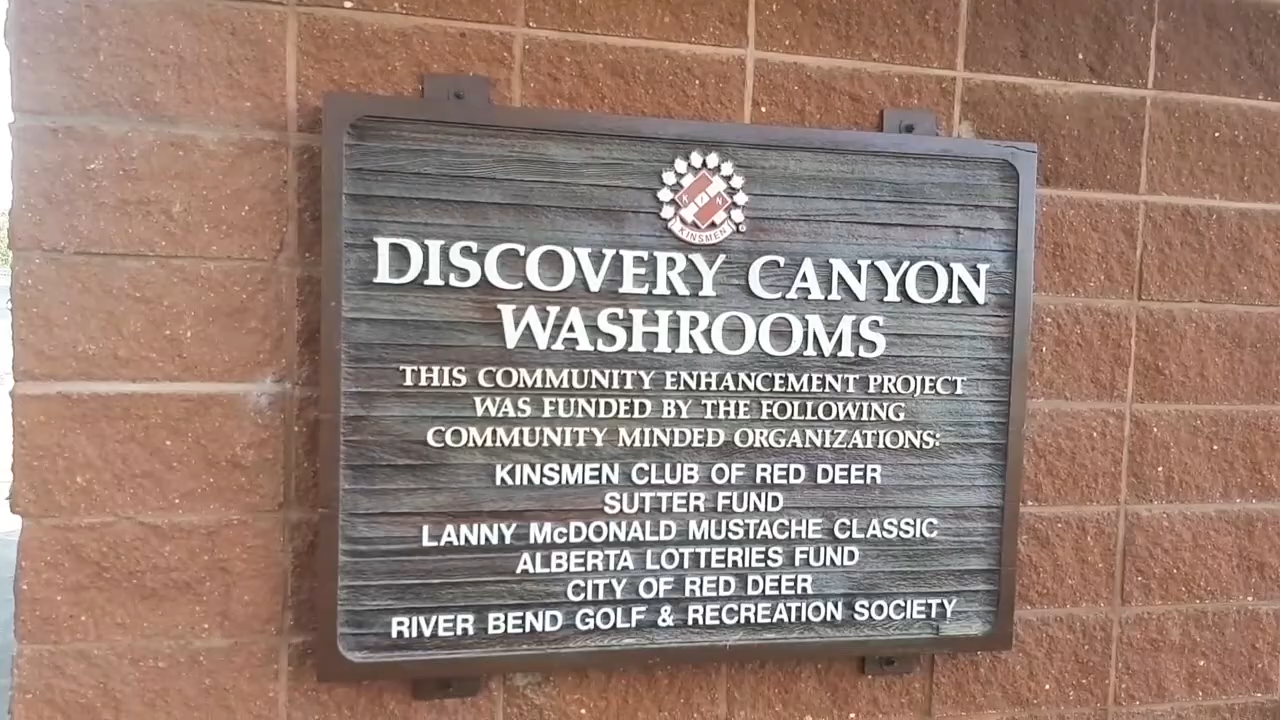 K I N
KINSMEN
DISCOVERY CANYON
WASHROOMS
THIS COMMUNITY ENHANCEMENT PROJECT
WAS FUNDED BY THE FOLLOWING
COMMUNITY MINDED ORGANIZATIONS:
KINSMEN CLUB OF RED DEER
SUTTER FUND
LANNY McDONALD MUSTACHE CLASSIC
ALBERTA LOTTERIES FUND
CITY OF RED DEER
RIVER BEND GOLF & RECREATION SOCIETY